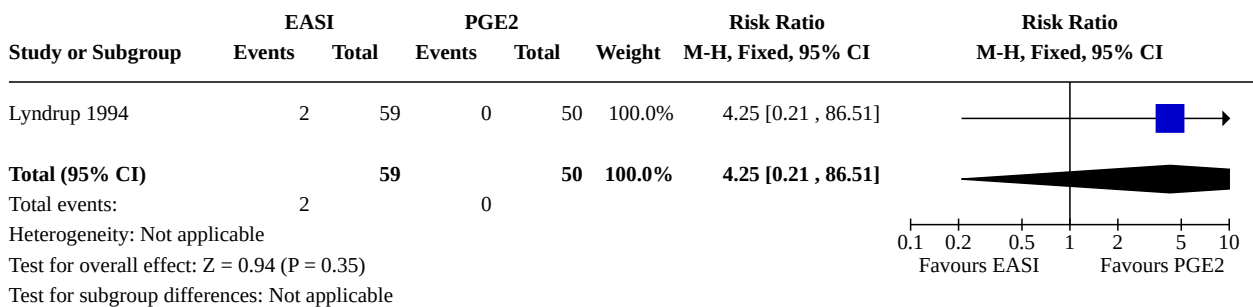 EASI PGE2 Risk Ratio Risk Ratio
Study or Subgroup Events Total Events Total Weight M-H, Fixed, 95% CI M-H, Fixed, 95% CI
Lyndrup 1994 2 59 0 50 100.0% 4.25 [0.21 , 86.51]
Total (95% CI) 59 50 100.0% 4.25 [0.21 , 86.51]
Total events: 2 0
Heterogeneity: Not applicable
Test for overall effect: Z = 0.94 (P = 0.35)
Test for subgroup differences: Not applicable
0.1 0.2 0.5 1 2 5 10
Favours EASI Favours PGE2